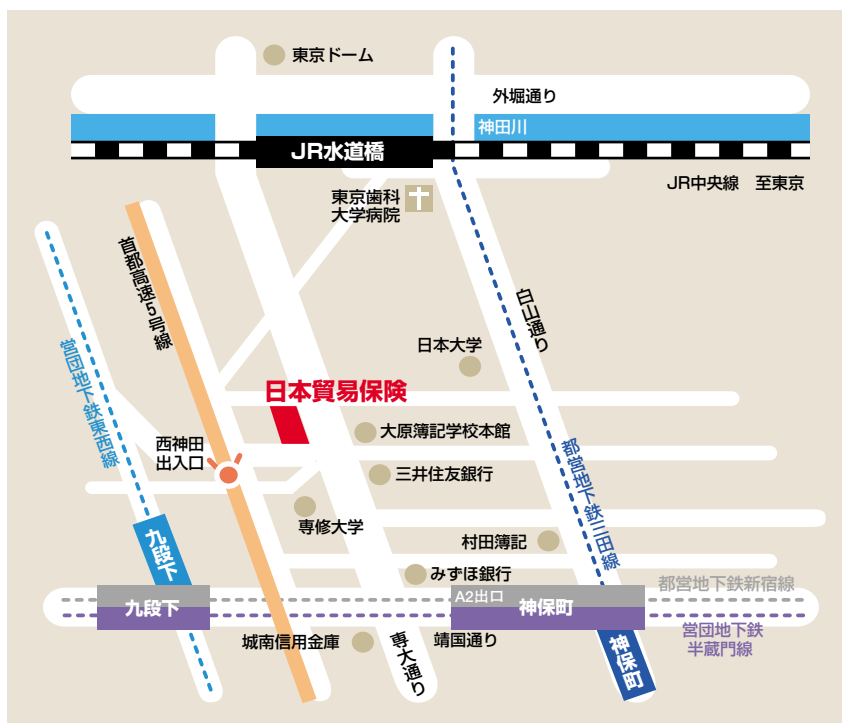 東京ドーム
外堀通り
神田川
JR水道橋
JR中央線　至東京
東京歯科
大学病院
首都高速5号線
白山通り
日本大学
営団地下鉄東西線
日本貿易保険
大原簿記学校本館
西神田
出入口
三井住友銀行
都営地下鉄三田線
専修大学
村田簿記
九段下
みずほ銀行
都営地下鉄新宿線
A2出口
九段下
神保町
営団地下鉄
半蔵門線
城南信用金庫
専大通り
靖国通り
神保町